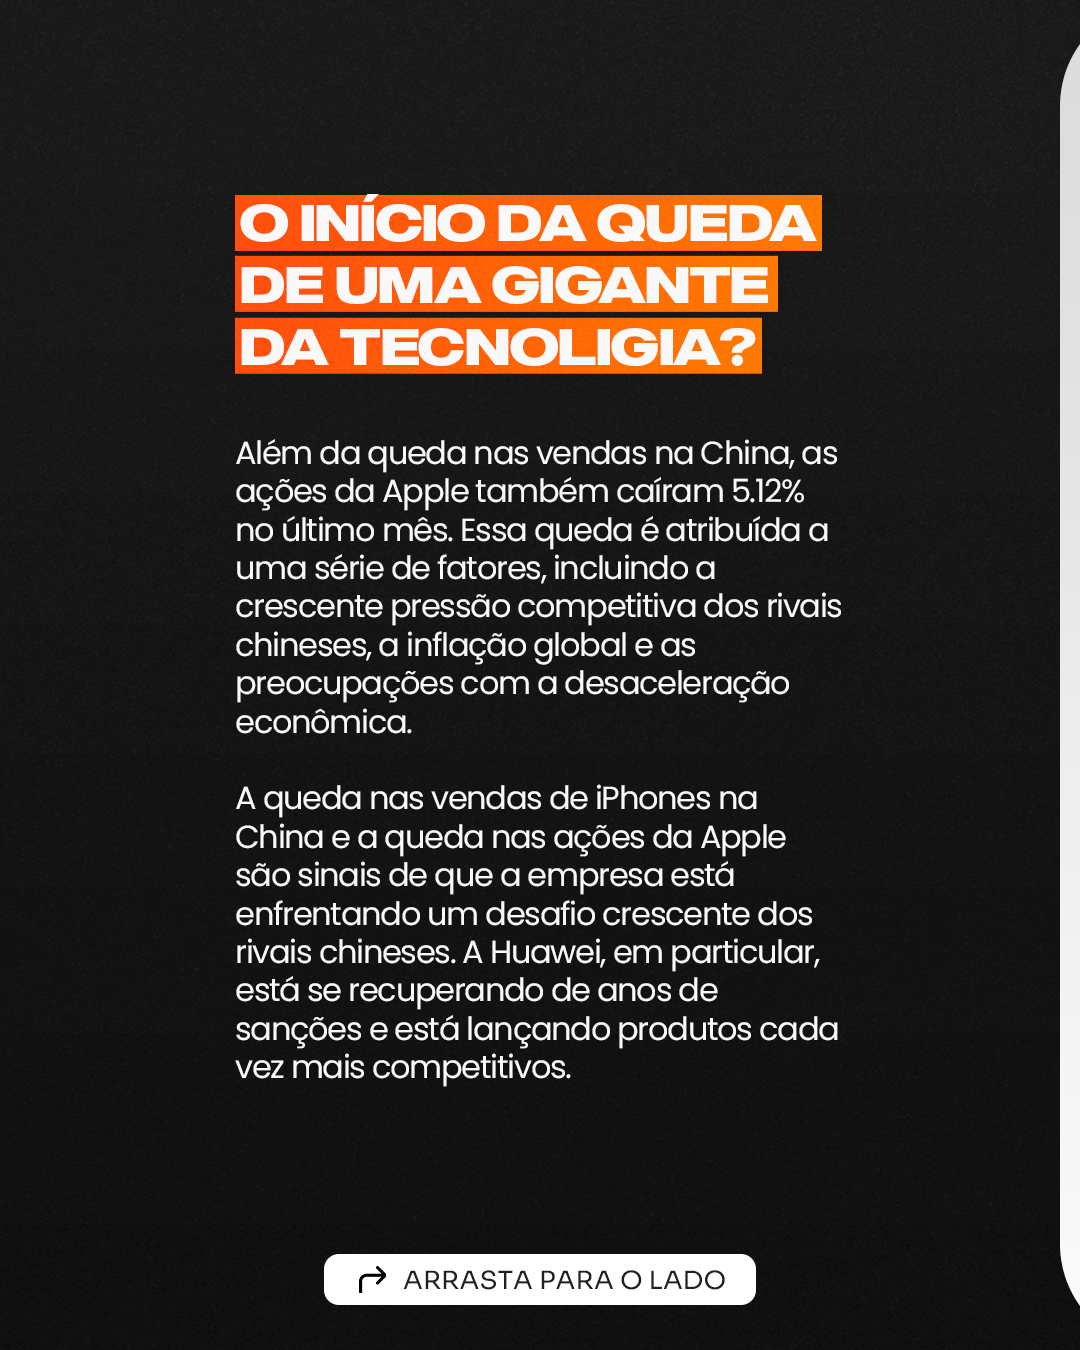 O INÍCIO DA QUEDA
DE UMA GIGANTE
DA TECNOLIGIA?
Além da queda nas vendas na China, as
ações da Apple também caíram 5.12%
no último mês. Essa queda é atribuída a
uma série de fatores, incluindo a
crescente pressão competitiva dos rivais
chineses, a inflação global e as
preocupações com a desaceleração
econômica.
A queda nas vendas de iPhones na
China e a queda nas ações da Apple
são sinais de que a empresa está
enfrentando um desafio crescente dos
rivais chineses. A Huawei, em particular,
está se recuperando de anos de
sanções e está lançando produtos cada
vez mais competitivos.
ARRASTA PARA O LADO